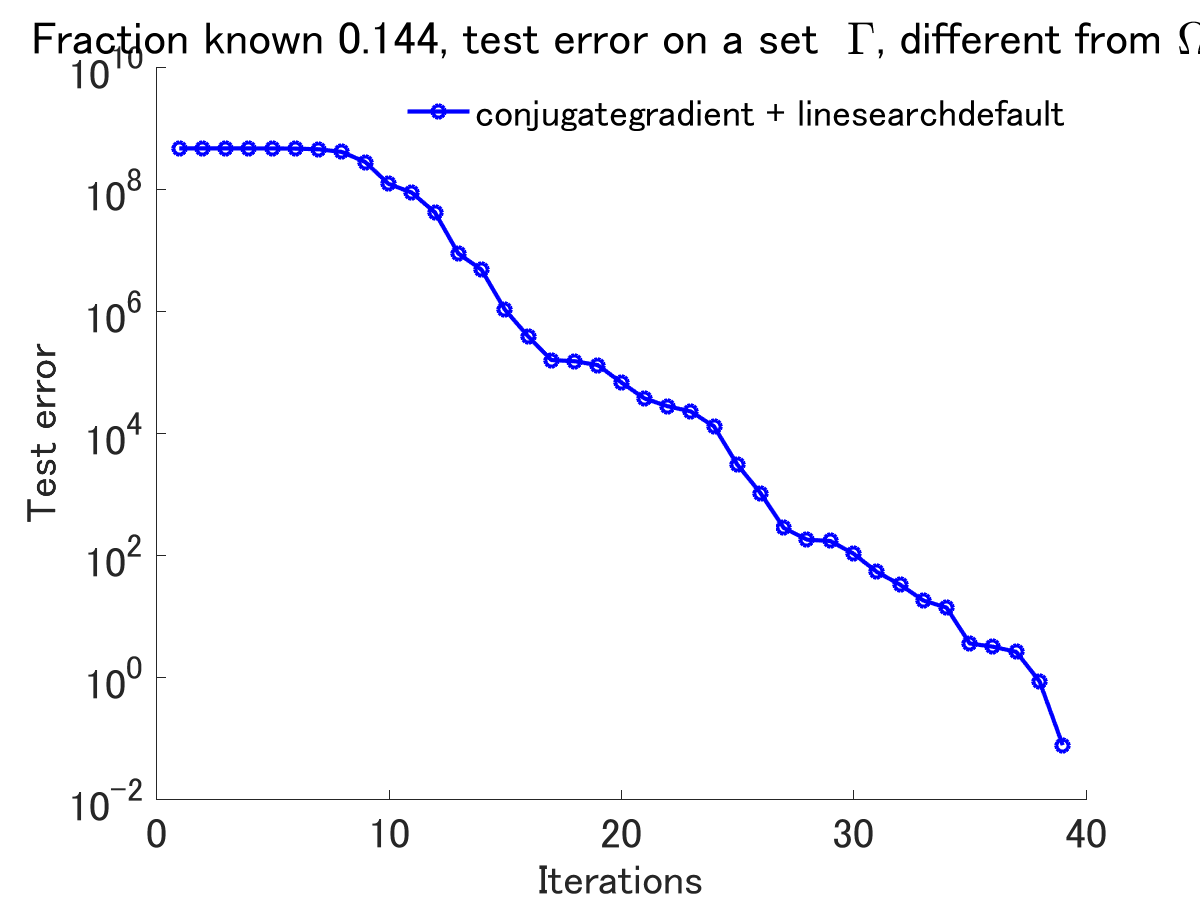 Fraction known 0.144, test error on a set Γ, different from Ω
10^10
conjugategradient + linesearchdefault
10^8
10^6
10^4
10^2
10^0
10^−2
Test error
0 10 20 30 40
Iterations